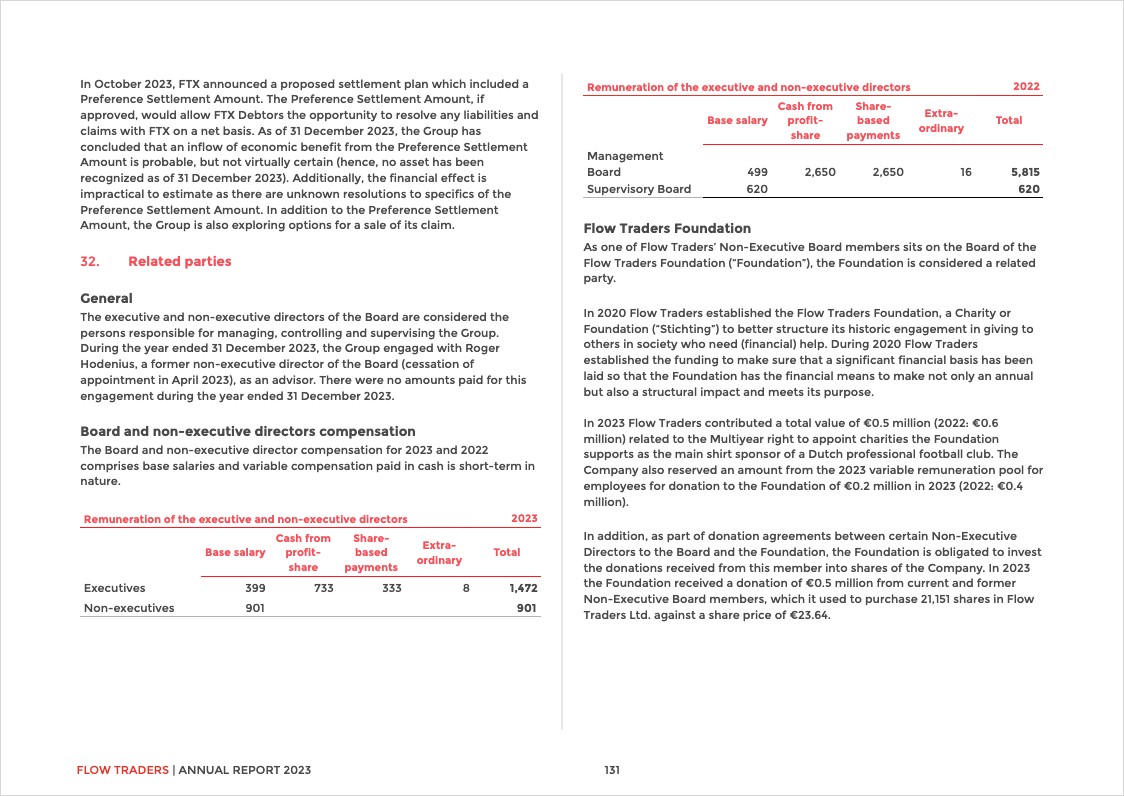 In October 2023, FTX announced a proposed settlement plan which included a
Preference Settlement Amount. The Preference Settlement Amount, if
approved, would allow FTX Debtors the opportunity to resolve any liabilities and
claims with FTX on a net basis. As of 31 December 2023, the Group has
concluded that an inflow of economic benefit from the Preference Settlement
Amount is probable, but not virtually certain (hence, no asset has been
recognized as of 31 December 2023). Additionally, the financial effect is
impractical to estimate as there are unknown resolutions to specifics of the
Preference Settlement Amount. In addition to the Preference Settlement
Amount, the Group is also exploring options for a sale of its claim.
32. Related parties
General
The executive and non-executive directors of the Board are considered the
persons responsible for managing, controlling and supervising the Group.
During the year ended 31 December 2023, the Group engaged with Roger
Hodenius, a former non-executive director of the Board (cessation of
appointment in April 2023), as an advisor. There were no amounts paid for this
engagement during the year ended 31 December 2023.
Board and non-executive directors compensation
The Board and non-executive director compensation for 2023 and 2022
comprises base salaries and variable compensation paid in cash is short-term in
nature.
Remuneration of the executive and non-executive directors 2023
Base salary Cash from profit-share Share-based payments Extra-ordinary Total
Executives 399 733 333 8 1,472
Non-executives 901 901
Remuneration of the executive and non-executive directors 2022
Base salary Cash from profit-share Share-based payments Extra-ordinary Total
Management
Board 499 2,650 2,650 16 5,815
Supervisory Board 620 620
Flow Traders Foundation
As one of Flow Traders' Non-Executive Board members sits on the Board of the
Flow Traders Foundation ("Foundation"), the Foundation is considered a related
party.
In 2020 Flow Traders established the Flow Traders Foundation, a Charity or
Foundation ("Stichting") to better structure its historic engagement in giving to
others in society who need (financial) help. During 2020 Flow Traders
established the funding to make sure that a significant financial basis has been
laid so that the Foundation has the financial means to make not only an annual
but also a structural impact and meets its purpose.
In 2023 Flow Traders contributed a total value of €0.5 million (2022: €0.6
million) related to the Multiyear right to appoint charities the Foundation
supports as the main shirt sponsor of a Dutch professional football club. The
Company also reserved an amount from the 2023 variable remuneration pool for
employees for donation to the Foundation of €0.2 million in 2023 (2022: €0.4
million).
In addition, as part of donation agreements between certain Non-Executive
Directors to the Board and the Foundation, the Foundation is obligated to invest
the donations received from this member into shares of the Company. In 2023
the Foundation received a donation of €0.5 million from current and former
Non-Executive Board members, which it used to purchase 21,151 shares in Flow
Traders Ltd. against a share price of €23.64.
FLOW TRADERS | ANNUAL REPORT 2023 131